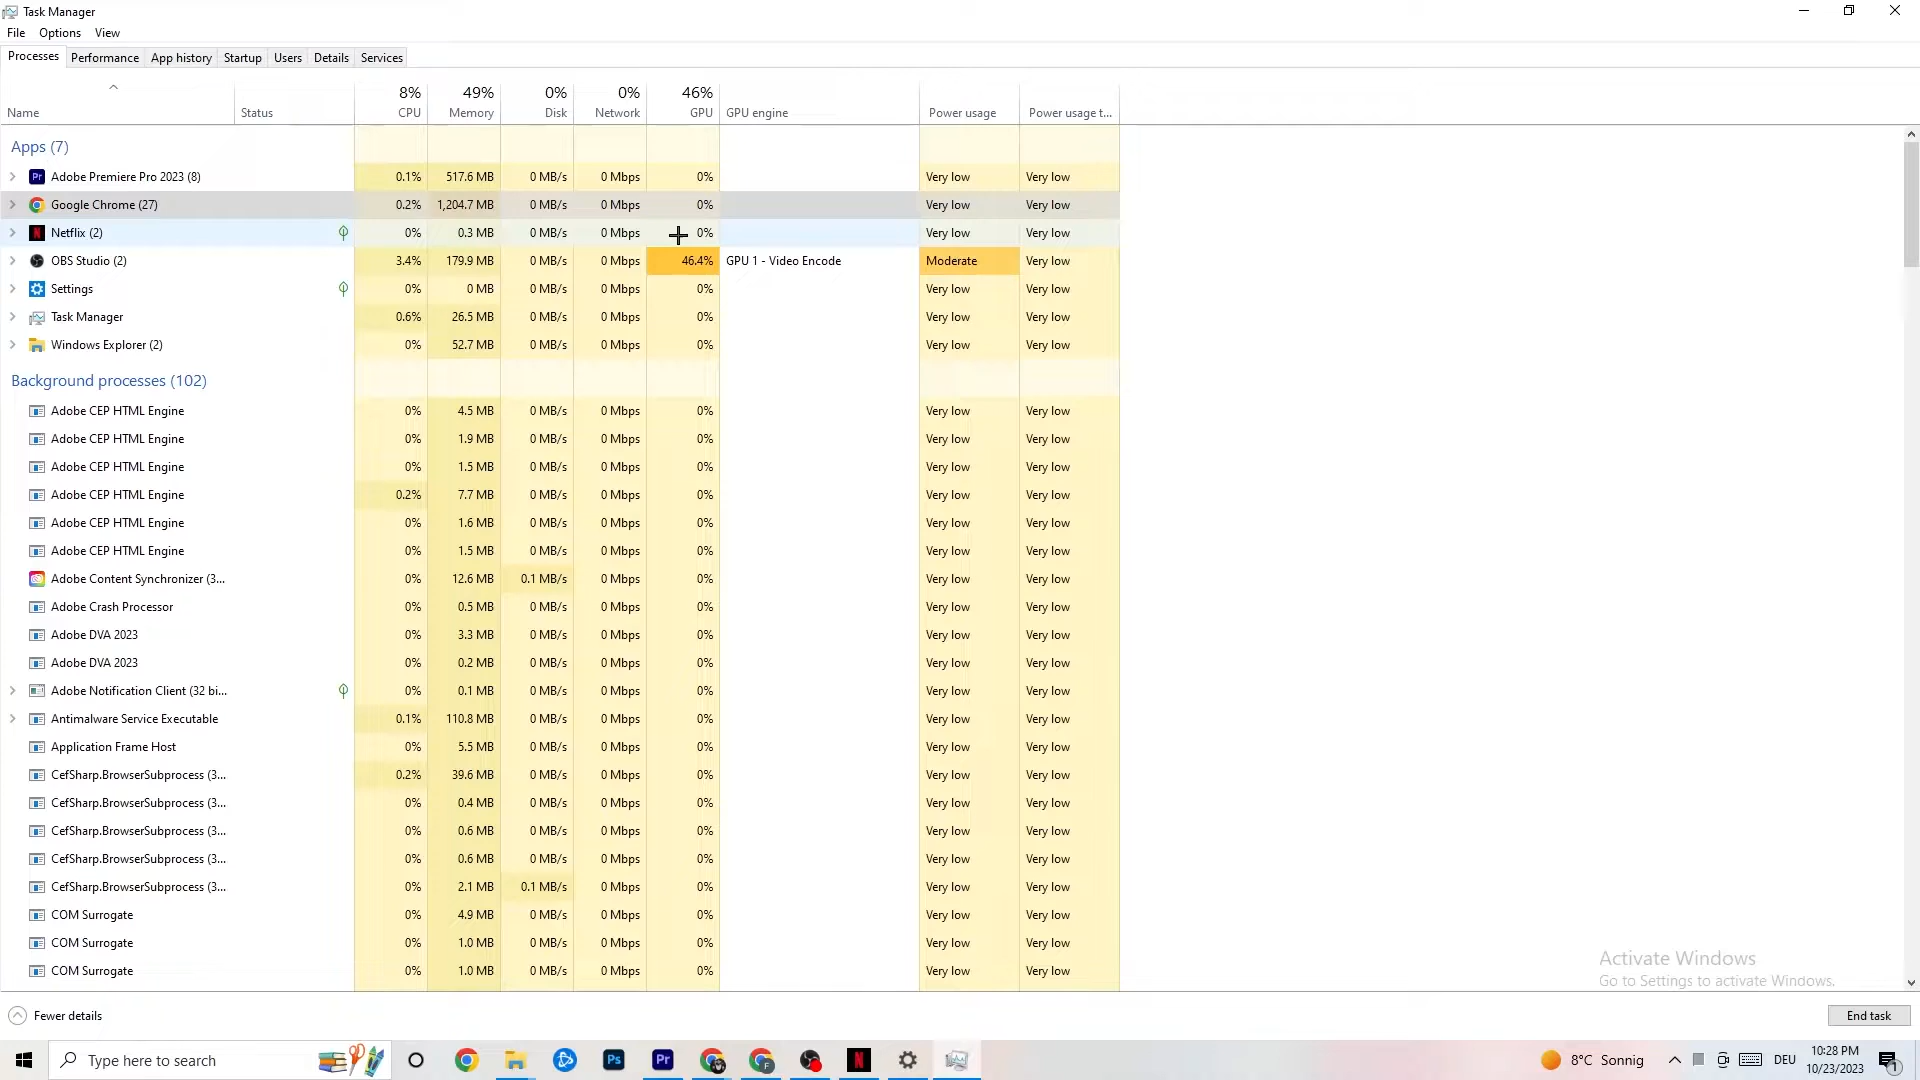 Task Manager
File Options View
Processes Performance App history Startup Users Details Services
8% 49% 0% 0% 46%
Name Status CPU Memory Disk Network GPU GPU engine Power usage Power usage t...
Apps (7)
Adobe Premiere Pro 2023 (8) 0.1% 517.6 MB 0 MB/s 0 Mbps 0% Very low Very low
Google Chrome (27) 0.2% 1,204.7 MB 0 MB/s 0 Mbps 0% Very low Very low
Netflix (2) 0% 0.3 MB 0 MB/s 0 Mbps 0% Very low Very low
OBS Studio (2) 3.4% 179.9 MB 0 MB/s 0 Mbps 46.4% GPU 1 - Video Encode Moderate Very low
Settings 0% 0 MB 0 MB/s 0 Mbps 0% Very low Very low
Task Manager 0.6% 26.5 MB 0 MB/s 0 Mbps 0% Very low Very low
Windows Explorer (2) 0% 52.7 MB 0 MB/s 0 Mbps 0% Very low Very low
Background processes (102)
Adobe CEP HTML Engine 0% 4.5 MB 0 MB/s 0 Mbps 0% Very low Very low
Adobe CEP HTML Engine 0% 1.9 MB 0 MB/s 0 Mbps 0% Very low Very low
Adobe CEP HTML Engine 0% 1.5 MB 0 MB/s 0 Mbps 0% Very low Very low
Adobe CEP HTML Engine 0.2% 7.7 MB 0 MB/s 0 Mbps 0% Very low Very low
Adobe CEP HTML Engine 0% 1.6 MB 0 MB/s 0 Mbps 0% Very low Very low
Adobe CEP HTML Engine 0% 1.5 MB 0 MB/s 0 Mbps 0% Very low Very low
Adobe Content Synchronizer (3... 0% 12.6 MB 0.1 MB/s 0 Mbps 0% Very low Very low
Adobe Crash Processor 0% 0.5 MB 0 MB/s 0 Mbps 0% Very low Very low
Adobe DVA 2023 0% 3.3 MB 0 MB/s 0 Mbps 0% Very low Very low
Adobe DVA 2023 0% 0.2 MB 0 MB/s 0 Mbps 0% Very low Very low
Adobe Notification Client (32 bi... 0% 0.1 MB 0 MB/s 0 Mbps 0% Very low Very low
Antimalware Service Executable 0.1% 110.8 MB 0 MB/s 0 Mbps 0% Very low Very low
Application Frame Host 0% 5.5 MB 0 MB/s 0 Mbps 0% Very low Very low
CefSharp.BrowserSubprocess (3... 0.2% 39.6 MB 0 MB/s 0 Mbps 0% Very low Very low
CefSharp.BrowserSubprocess (3... 0% 0.4 MB 0 MB/s 0 Mbps 0% Very low Very low
CefSharp.BrowserSubprocess (3... 0% 0.6 MB 0 MB/s 0 Mbps 0% Very low Very low
CefSharp.BrowserSubprocess (3... 0% 0.6 MB 0 MB/s 0 Mbps 0% Very low Very low
CefSharp.BrowserSubprocess (3... 0% 2.1 MB 0.1 MB/s 0 Mbps 0% Very low Very low
COM Surrogate 0% 4.9 MB 0 MB/s 0 Mbps 0% Very low Very low
COM Surrogate 0% 1.0 MB 0 MB/s 0 Mbps 0% Very low Very low
COM Surrogate 0% 1.0 MB 0 MB/s 0 Mbps 0% Very low Very low
Activate Windows
Go to Settings to activate Windows.
Fewer details End task
Type here to search 8°C Sonnig DEU 10:28 PM
10/23/2023